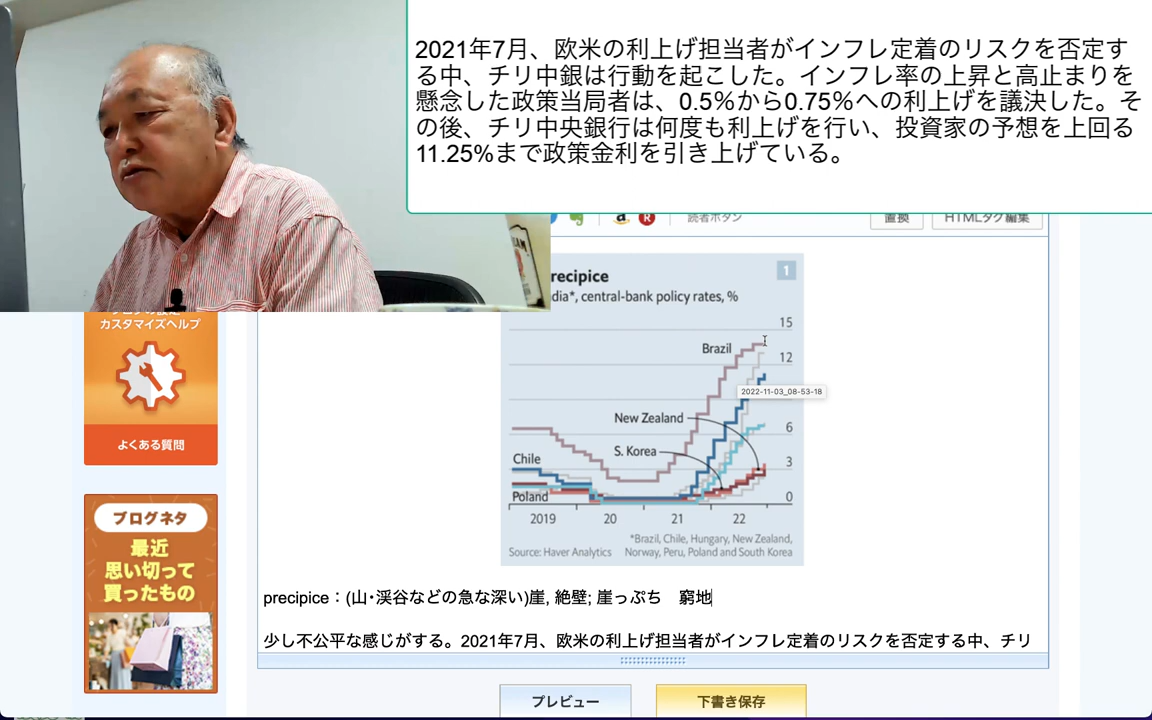 2021年7月、欧米の利上げ担当者がインフレ定着のリスクを否定す
る中、チリ中銀は行動を起こした。インフレ率の上昇と高止まりを
懸念した政策当局者は、0.5％から0.75％への利上げを議決した。そ
の後、チリ中央銀行は何度も利上げを行い、投資家の予想を上回る
11.25%まで政策金利を引き上げている。
読者ボタン
置換
HTMLタグ編集
recipice
1
dia*, central-bank policy rates, %
15
Brazil
12
2022-11-03_08-53-18
New Zealand
6
S. Korea
Chile
3
Poland
0
2019
20
21
22
*Brazil, Chile, Hungary, New Zealand,
Source: Haver Analytics
Norway, Peru, Poland and South Korea
カスタマイズヘルプ
よくある質問
ブログネタ
最近
思い切って
買ったもの
precipice：(山･渓谷などの急な深い)崖, 絶壁; 崖っぷち　窮地
少し不公平な感じがする。2021年7月、欧米の利上げ担当者がインフレ定着のリスクを否定する中、チリ
プレビュー
下書き保存